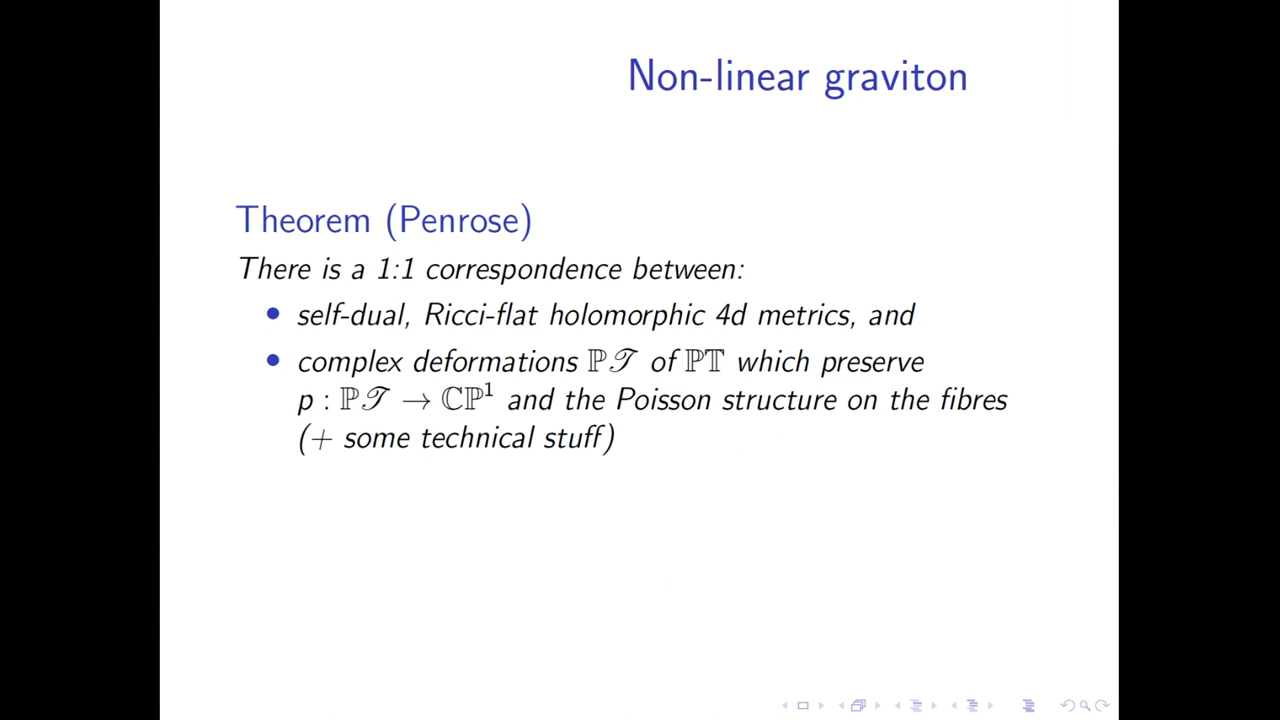 Non-linear graviton
Theorem (Penrose)
There is a 1:1 correspondence between:
• self-dual, Ricci-flat holomorphic 4d metrics, and
• complex deformations ℙ𝒯 of ℙ𝕋 which preserve
p : ℙ𝒯 → ℂℙ¹ and the Poisson structure on the fibres
(+ some technical stuff)